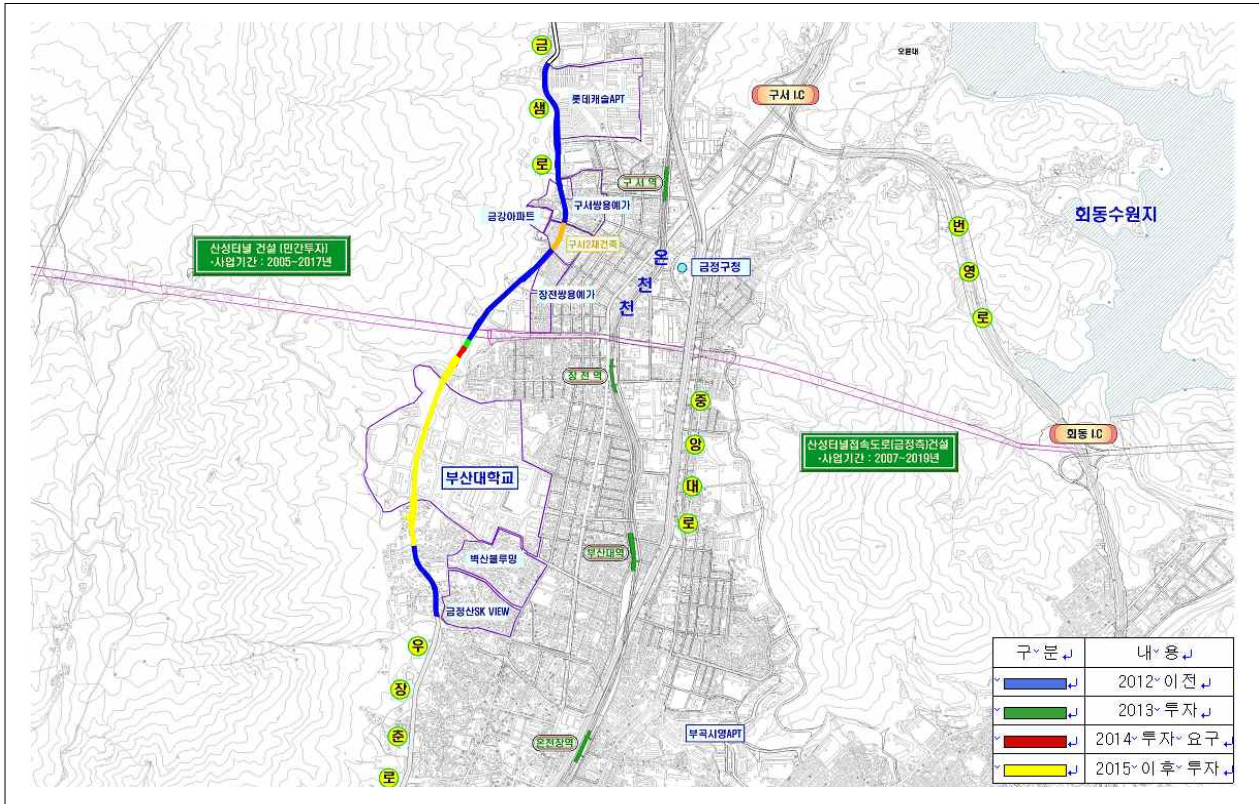 금
샘
로
오륜대
롯데캐슬APT
구서 I.C
구서역
금강아파트
구서쌍용예가
구서2재건축
회동수원지
번
영
로
산성터널 건설 (민간투자)
·사업기간 : 2005~2017년
온
천
천
금정구청
장전쌍용예가
장전역
중
앙
대
로
회동 I.C
산성터널접속도로(금정측)건설
·사업기간 : 2007~2019년
부산대학교
부산대역
벽산블루밍
금정산SK VIEW
우
장
춘
로
온천장역
부곡시영APT
구 분 내 용
2012 이전
2013 투자
2014 투자 요구
2015 이후 투자